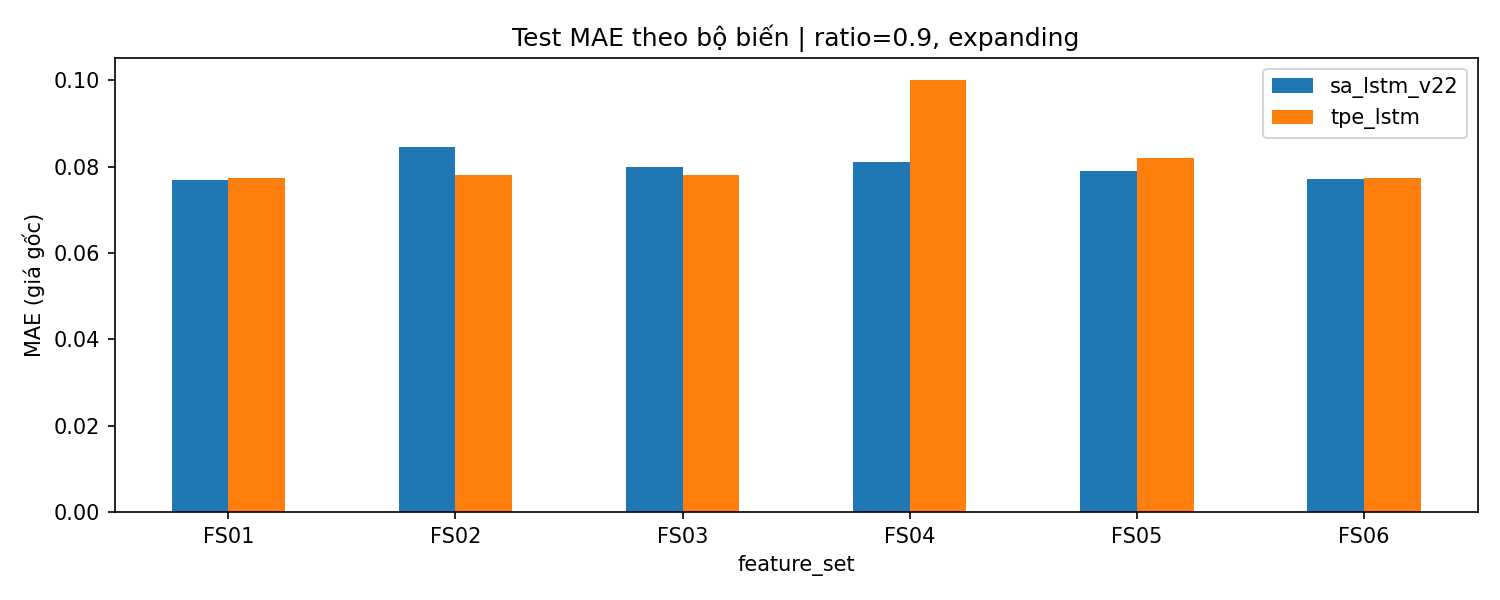 Test MAE theo bộ biến | ratio=0.9, expanding
sa_lstm_v22
tpe_lstm
MAE (giá gốc)
0.10
0.08
0.06
0.04
0.02
0.00
FS01 FS02 FS03 FS04 FS05 FS06
feature_set